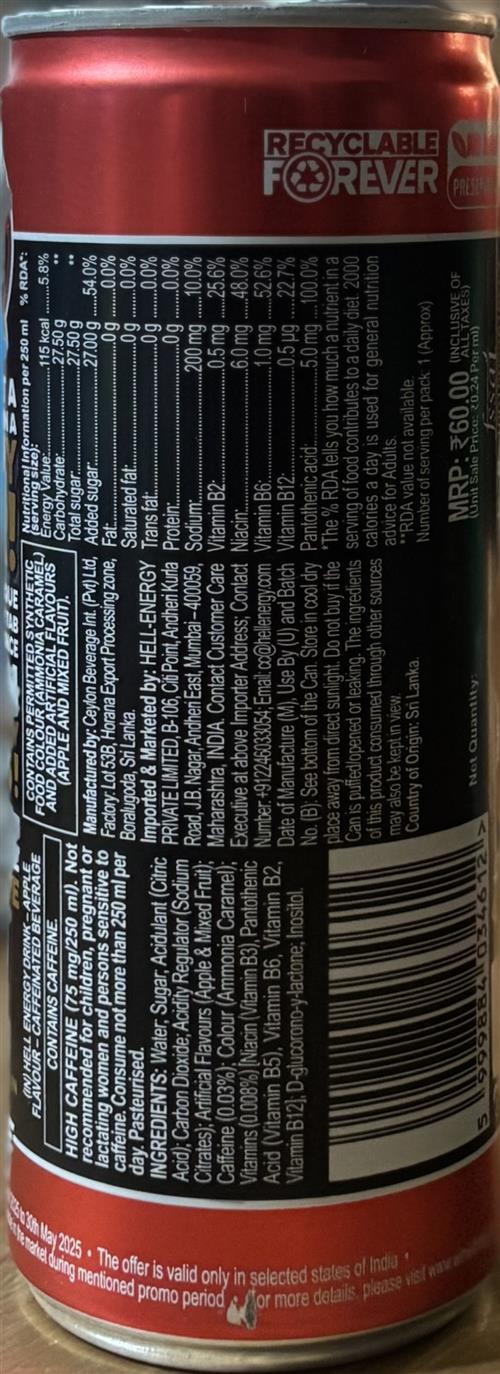 RECYCLABLE
FOREVER
FLAVOUR – CAFFEINATED BEVERAGE
CONTAINS CAFFEINE.
HIGH CAFFEINE (75 mg/250 ml). Not
recommended for children, pregnant or
lactating women and persons sensitive to
caffeine. Consume not more than 250 ml per
day. Pasteurised.
INGREDIENTS: Water, Sugar, Acidulant (Citric
Acid); Carbon Dioxide; Acidity Regulator (Sodium
Citrates); Artificial Flavours (Apple & Mixed Fruit);
Caffeine (0.03%); Colour (Ammonia Caramel);
Vitamins (0.008%) [Niacin (Vitamin B3), Pantothenic
Acid (Vitamin B5), Vitamin B6, Vitamin B2,
Vitamin B12]; D-glucorono-y-lactone; Inositol.
5 999884 034612 >
CONTAINS PERMITTED SYNTHETIC
FOOD COLOUR (AMMONIA CARAMEL)
AND ADDED ARTIFICIAL FLAVOURS
(APPLE AND MIXED FRUIT).
Manufactured by: Ceylon Beverage Int. (Pvt) Ltd,
Factory: Lot 53B, Horana Export Processing zone,
Boralugoda, Sri Lanka.
Imported & Marketed by: HELL-ENERGY
PRIVATE LIMITED B-106, Citi Point, Andheri Kurla
Road, J.B. Nagar, Andheri East, Mumbai–400059,
Maharashtra, INDIA. Contact Customer Care
Executive at above Importer Address; Contact
Number: +912246033054; Email: cc@hellenergy.com
Date of Manufacture (M), Use By (U) and Batch
No. (B): See bottom of the Can. Store in cool dry
place away from direct sunlight. Do not buy if the
Can is puffed/opened or leaking. The ingredients
of this product consumed through other sources
may also be kept in view.
Country of Origin: Sri Lanka.
Net Quantity:
Nutritional Information per 250 ml % RDA*:
(serving size):
Energy Value: 115 kcal 5.8%
Carbohydrate: 27.50 g **
Total sugar: 27.50 g **
Added sugar: 27.00 g 54.0%
Fat: 0 g 0.0%
Saturated fat: 0 g 0.0%
Trans fat: 0 g 0.0%
Protein: 0 g 0.0%
Sodium: 200 mg 10.0%
Vitamin B2: 0.5 mg 25.6%
Niacin: 6.0 mg 48.0%
Vitamin B6: 1.0 mg 52.6%
Vitamin B12: 0.5 µg 22.7%
Pantothenic acid: 5.0 mg 100.0%
*The % RDA tells you how much a nutrient in a
serving of food contributes to a daily diet. 2000
calories a day is used for general nutrition
advice for Adults.
**RDA value not available.
Number of serving per pack: 1 (Approx)
MRP: ₹60.00 (INCLUSIVE OF
ALL TAXES)
(Unit Sale Price: ₹0.24 Per ml)
to 30th May 2025 • The offer is valid only in selected states of India •
the market during mentioned promo period. For more details, please visit